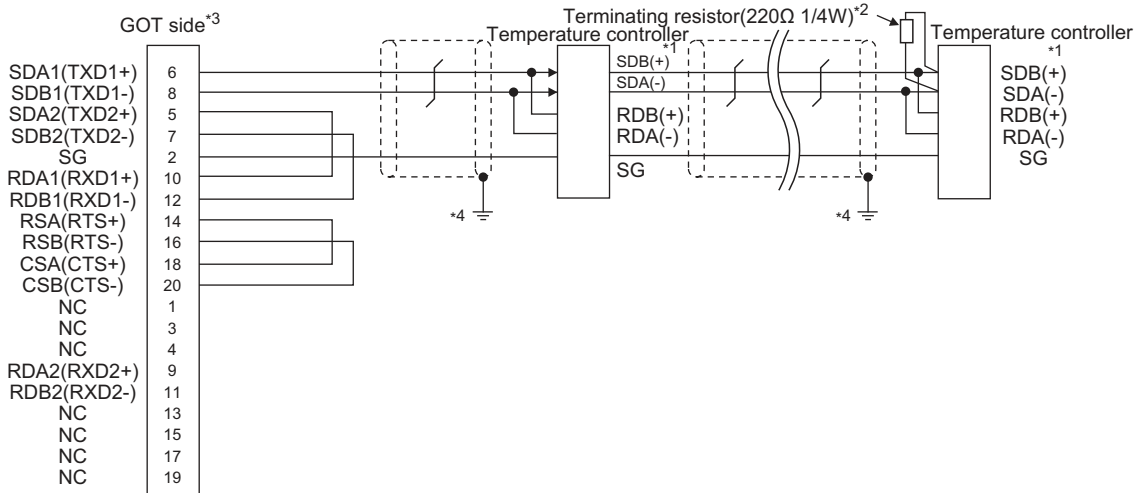 GOT side*3
Terminating resistor(220Ω 1/4W)*2
Temperature controller
*1
Temperature controller
*1
SDA1(TXD1+) 6
SDB1(TXD1-) 8
SDA2(TXD2+) 5
SDB2(TXD2-) 7
SG 2
RDA1(RXD1+) 10
RDB1(RXD1-) 12
RSA(RTS+) 14
RSB(RTS-) 16
CSA(CTS+) 18
CSB(CTS-) 20
NC 1
NC 3
NC 4
RDA2(RXD2+) 9
RDB2(RXD2-) 11
NC 13
NC 15
NC 17
NC 19
*4
SDB(+)
SDA(-)
RDB(+)
RDA(-)
SG
*4
SDB(+)
SDA(-)
RDB(+)
RDA(-)
SG